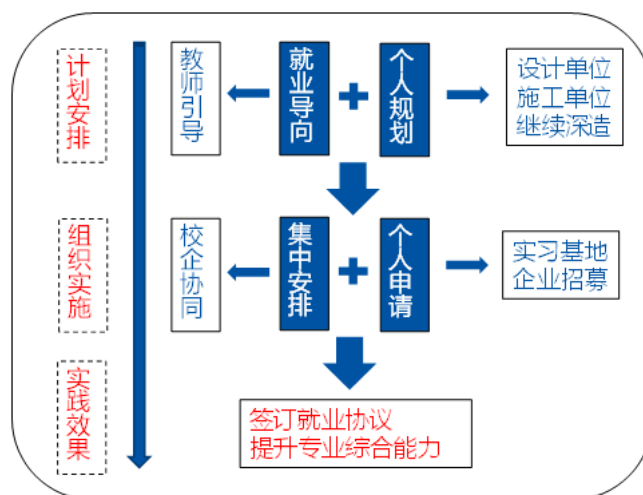 计划安排
教师引导
就业导向
个人规划
设计单位
施工单位
继续深造
组织实施
校企协同
集中安排
个人申请
实习基地
企业招募
实践效果
签订就业协议
提升专业综合能力